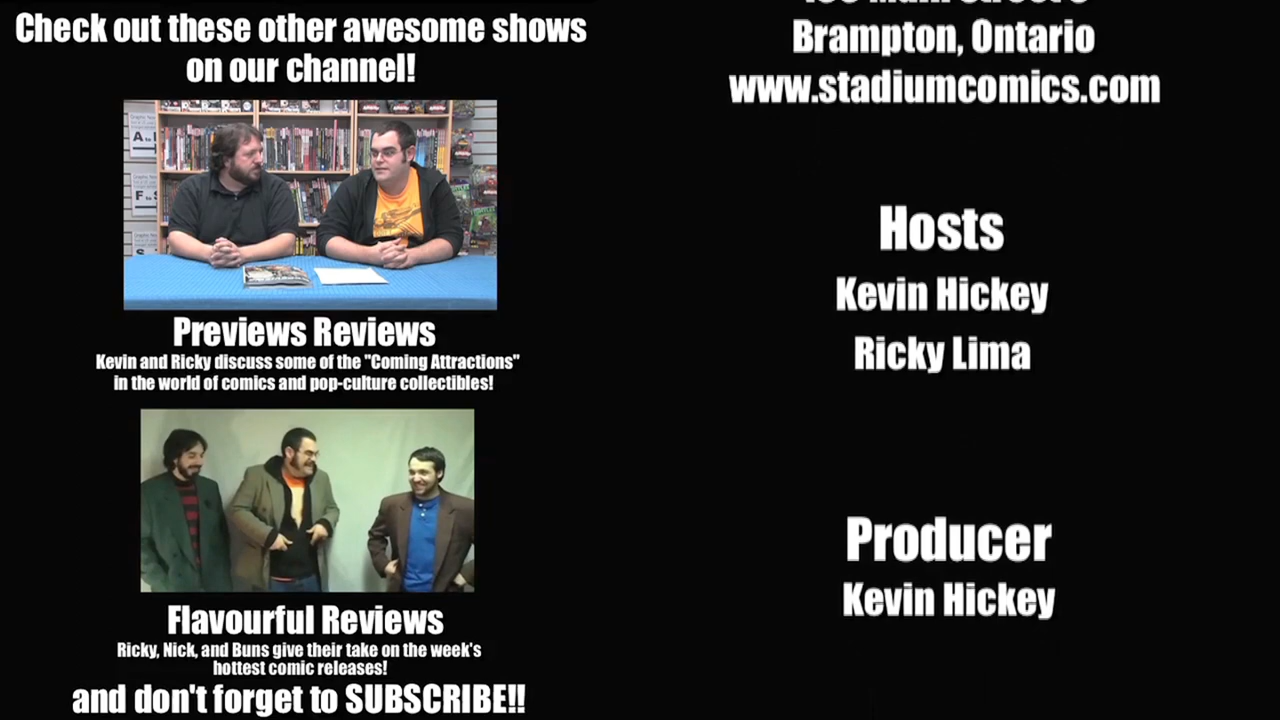 Check out these other awesome shows
on our channel!
Previews Reviews
Kevin and Ricky discuss some of the "Coming Attractions"
in the world of comics and pop-culture collectibles!
Flavourful Reviews
Ricky, Nick, and Buns give their take on the week's
hottest comic releases!
and don't forget to SUBSCRIBE!!
Brampton, Ontario
www.stadiumcomics.com
Hosts
Kevin Hickey
Ricky Lima
Producer
Kevin Hickey